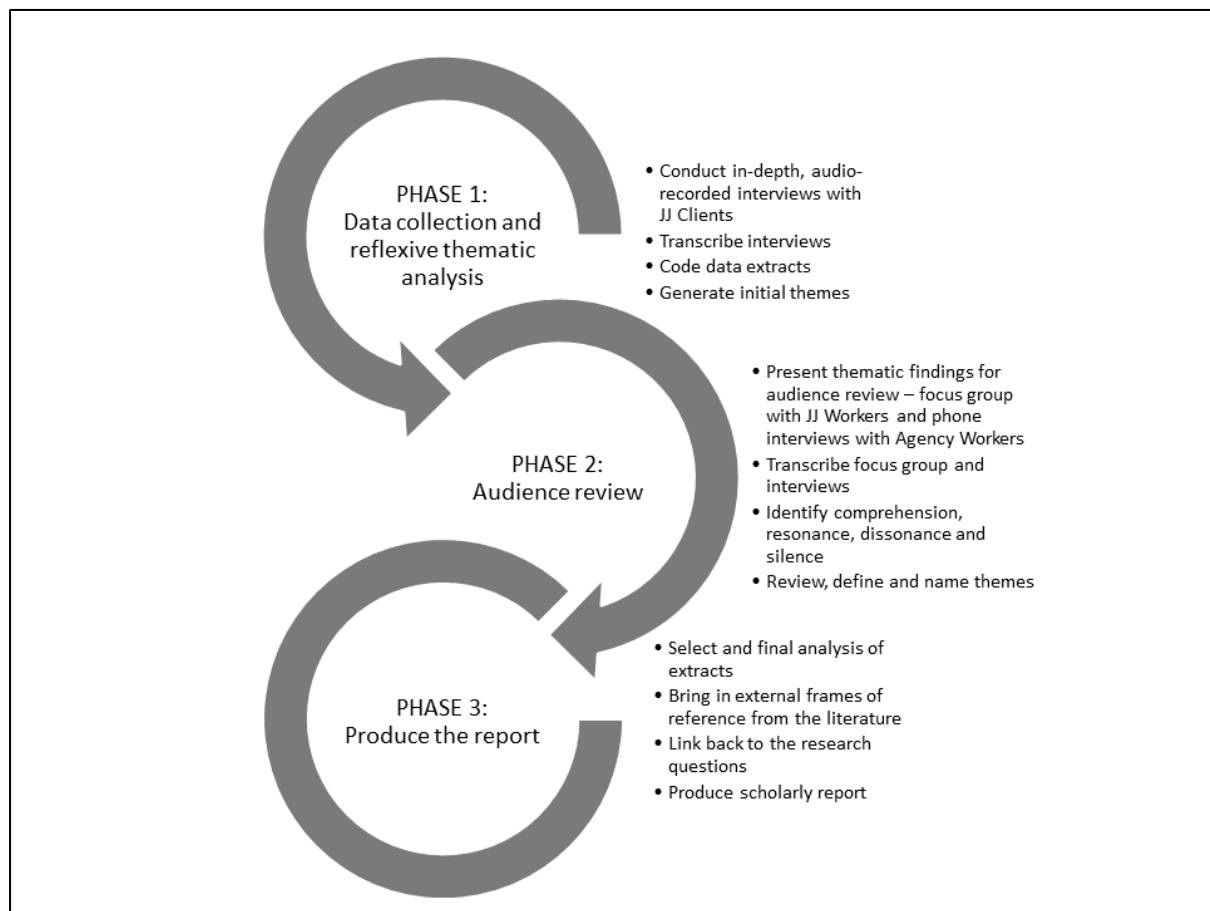 PHASE 1:
Data collection and
reflexive thematic
analysis
• Conduct in-depth, audio-
recorded interviews with
JJ Clients
• Transcribe interviews
• Code data extracts
• Generate initial themes
PHASE 2:
Audience review
• Present thematic findings for
audience review – focus group
with JJ Workers and phone
interviews with Agency Workers
• Transcribe focus group and
interviews
• Identify comprehension,
resonance, dissonance and
silence
• Review, define and name themes
PHASE 3:
Produce the report
• Select and final analysis of
extracts
• Bring in external frames of
reference from the literature
• Link back to the research
questions
• Produce scholarly report